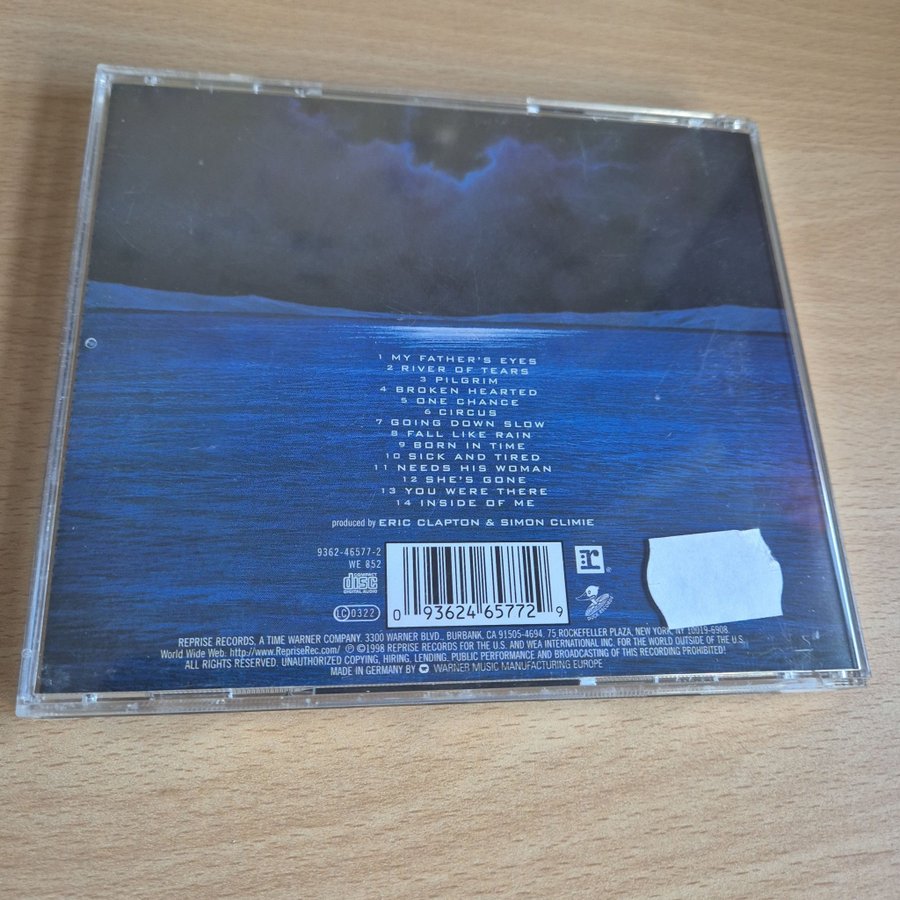 1 MY FATHER'S EYES
2 RIVER OF TEARS
3 PILGRIM
4 BROKEN HEARTED
5 ONE CHANCE
6 CIRCUS
7 GOING DOWN SLOW
8 FALL LIKE RAIN
9 BORN IN TIME
10 SICK AND TIRED
11 NEEDS HIS WOMAN
12 SHE'S GONE
13 YOU WERE THERE
14 INSIDE OF ME
produced by ERIC CLAPTON & SIMON CLIMIE
9362-46577-2
WE 852
COMPACT
disc
DIGITAL AUDIO
LC 0322
0 93624 65772 9
r
DUCK RECORDS
REPRISE RECORDS, A TIME WARNER COMPANY. 3300 WARNER BLVD., BURBANK, CA 91505-4694. 75 ROCKEFELLER PLAZA, NEW YORK, NY 10019-6908.
World Wide Web: http://www.RepriseRec.com/ ℗ ©1998 REPRISE RECORDS FOR THE U.S. AND WEA INTERNATIONAL INC. FOR THE WORLD OUTSIDE OF THE U.S.
ALL RIGHTS RESERVED. UNAUTHORIZED COPYING, HIRING, LENDING, PUBLIC PERFORMANCE AND BROADCASTING OF THIS RECORDING PROHIBITED!
MADE IN GERMANY BY WARNER MUSIC MANUFACTURING EUROPE